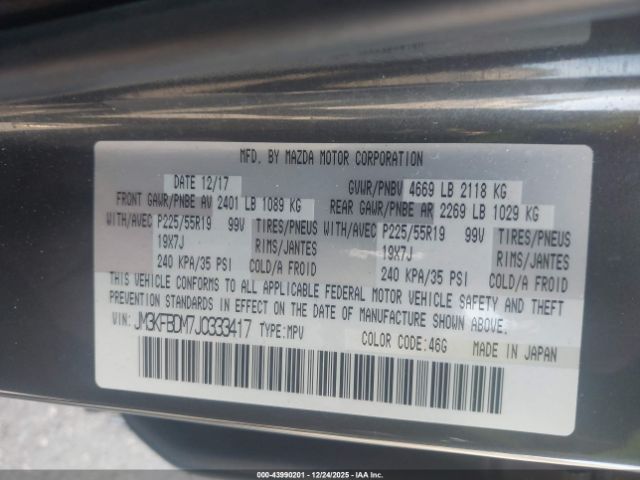 MFD. BY MAZDA MOTOR CORPORATION
DATE 12/17 GVWR/PNBV 4669 LB 2118 KG
FRONT GAWR/PNBE AV 2401 LB 1089 KG REAR GAWR/PNBE AR 2269 LB 1029 KG
WITH/AVEC P225/55R19 99V TIRES/PNEUS WITH/AVEC P225/55R19 99V TIRES/PNEUS
19X7J RIMS/JANTES 19X7J RIMS/JANTES
240 KPA/35 PSI COLD/A FROID 240 KPA/35 PSI COLD/A FROID
THIS VEHICLE CONFORMS TO ALL APPLICABLE FEDERAL MOTOR VEHICLE SAFETY AND THEFT
PREVENTION STANDARDS IN EFFECT ON THE DATE OF MANUFACTURE SHOWN ABOVE.
VIN: JM3KFBDM7J0333417 TYPE: MPV COLOR CODE: 46G MADE IN JAPAN
00-43990201 - 12/24/2025 - IAA Inc.